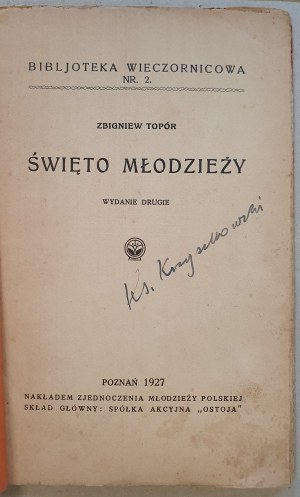 BIBLJOTEKA WIECZORNICOWA
NR. 2.
ZBIGNIEW TOPÓR
ŚWIĘTO MŁODZIEŻY
WYDANIE DRUGIE
Ks. Krzyszkowski
POZNAŃ 1927
NAKŁADEM ZJEDNOCZENIA MŁODZIEŻY POLSKIEJ
SKŁAD GŁÓWNY: SPÓŁKA AKCYJNA „OSTOJA"